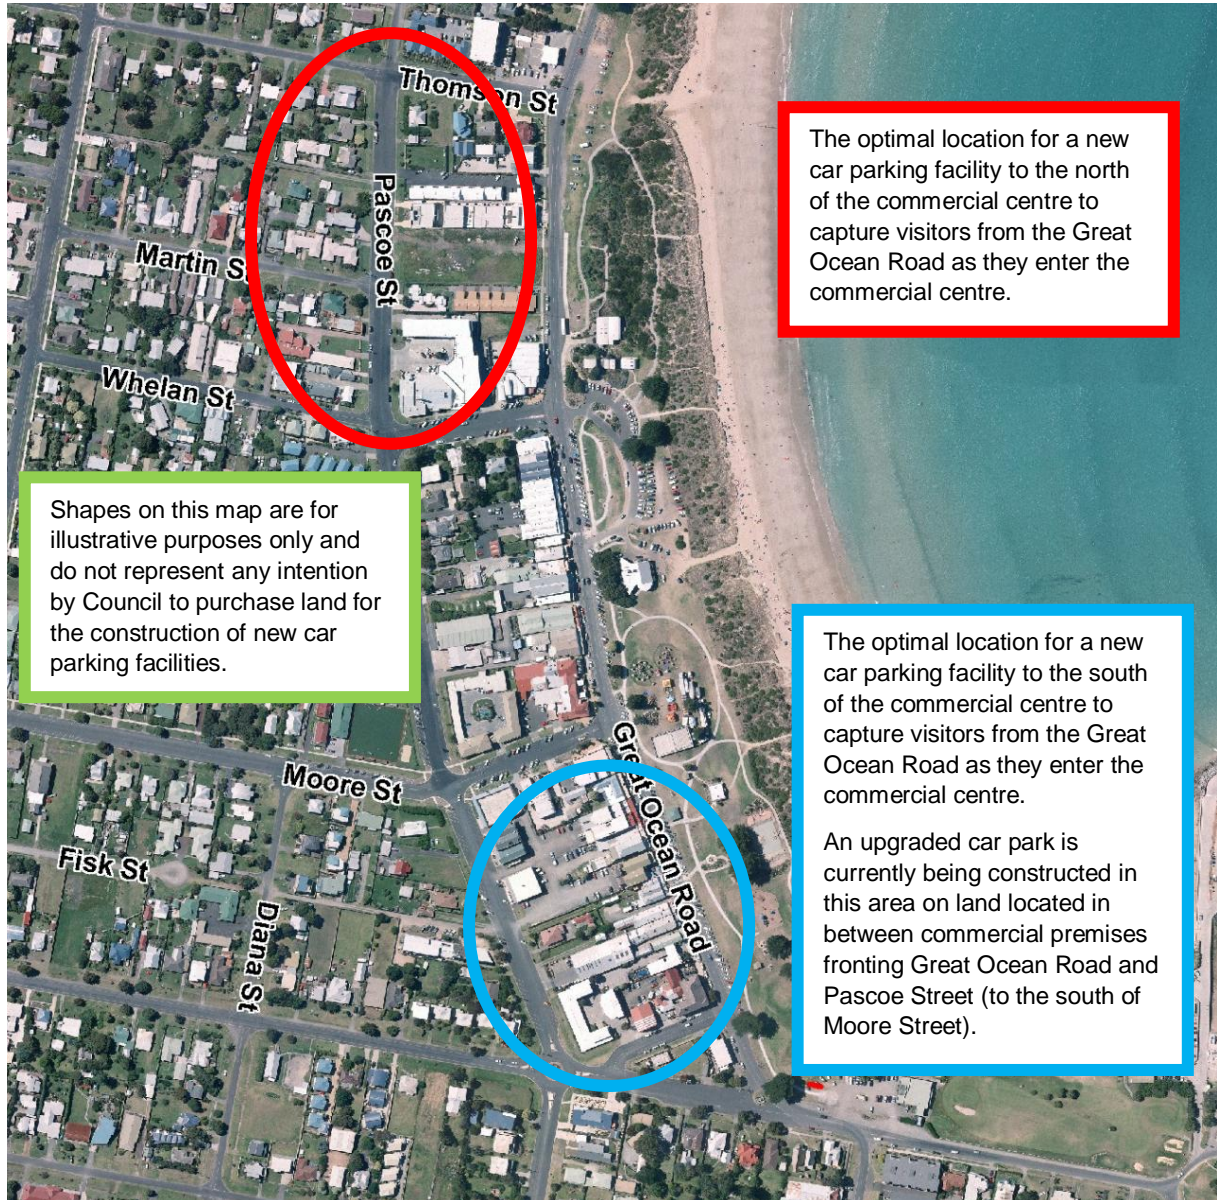 Thomson St
The optimal location for a new
car parking facility to the north
of the commercial centre to
capture visitors from the Great
Ocean Road as they enter the
commercial centre.
Pascoe St
Martin St
Whelan St
Shapes on this map are for
illustrative purposes only and
do not represent any intention
by Council to purchase land for
the construction of new car
parking facilities.
The optimal location for a new
car parking facility to the south
of the commercial centre to
capture visitors from the Great
Ocean Road as they enter the
commercial centre.
An upgraded car park is
currently being constructed in
this area on land located in
between commercial premises
fronting Great Ocean Road and
Pascoe Street (to the south of
Moore Street).
Great Ocean Road
Moore St
Fisk St
Diana St